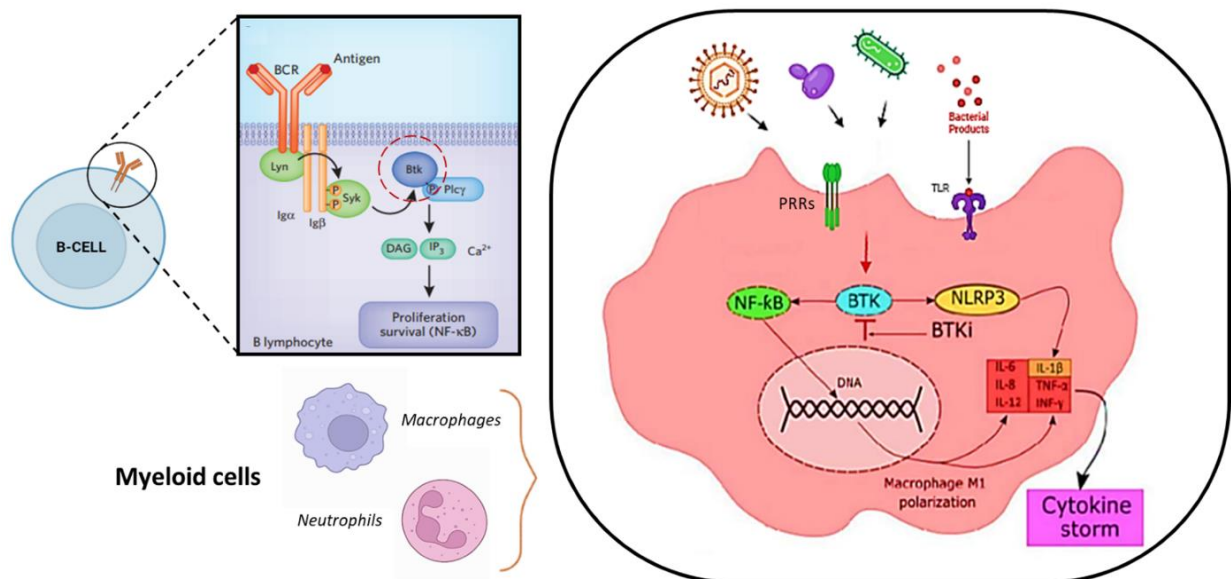 B-CELL
BCR
Antigen
Lyn
Igα
Igβ
P
P
Syk
Btk
P
Plcγ
DAG
IP3
Ca2+
Proliferation
survival (NF-κB)
B lymphocyte
Myeloid cells
Macrophages
Neutrophils
Bacterial
Products
PRRs
TLR
NF-kB
BTK
NLRP3
BTKi
DNA
IL-6
IL-1β
IL-8
TNF-α
IL-12
INF-γ
Macrophage M1
polarization
Cytokine
storm